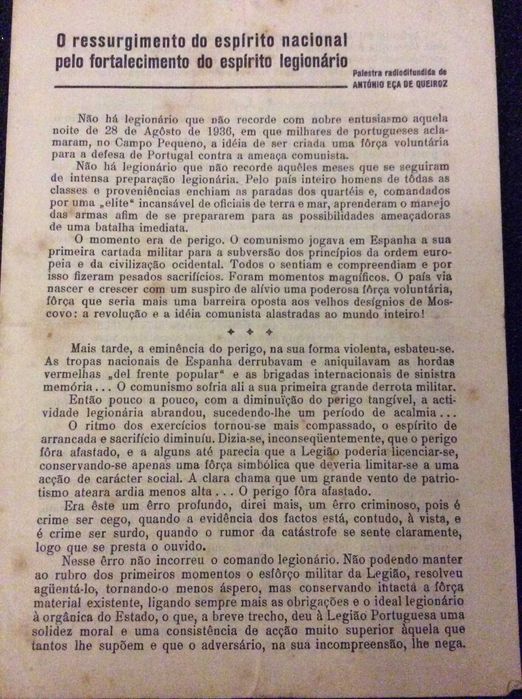 O ressurgimento do espírito nacional
pelo fortalecimento do espírito legionário
Palestra radiodifundida de
ANTÓNIO EÇA DE QUEIROZ
Não há legionário que não recorde com nobre entusiasmo aquela
noite de 28 de Agôsto de 1936, em que milhares de portugueses acla-
maram, no Campo Pequeno, a idéia de ser criada uma fôrça voluntária
para a defesa de Portugal contra a ameaça comunista.
Não há legionário que não recorde aquêles meses que se seguiram
de intensa preparação legionária. Pelo país inteiro homens de tôdas as
classes e proveniências enchiam as paradas dos quartéis e, comandados
por uma „elite" incansável de oficiais de terra e mar, aprenderam o manejo
das armas afim de se prepararem para as possibilidades ameaçadoras
de uma batalha imediata.
O momento era de perigo. O comunismo jogava em Espanha a sua
primeira cartada militar para a subversão dos princípios da ordem euro-
peia e da civilização ocidental. Todos o sentiam e compreendiam e por
isso fizeram pesados sacrifícios. Foram momentos magníficos. O país via
nascer e crescer com um suspiro de alívio uma poderosa fôrça voluntária,
fôrça que seria mais uma barreira oposta aos velhos desígnios de Mos-
covo: a revolução e a idéia comunista alastradas ao mundo inteiro!
✦ ✦ ✦
Mais tarde, a eminência do perigo, na sua forma violenta, esbateu-se.
As tropas nacionais de Espanha derrubavam e aniquilavam as hordas
vermelhas „del frente popular" e as brigadas internacionais de sinistra
memória... O comunismo sofria ali a sua primeira grande derrota militar.
Então pouco a pouco, com a diminuïção do perigo tangível, a acti-
vidade legionária abrandou, sucedendo-lhe um período de acalmia...
O ritmo dos exercícios tornou-se mais compassado, o espírito de
arrancada e sacrifício diminuíu. Dizia-se, inconseqüentemente, que o perigo
fôra afastado, e a alguns até parecia que a Legião poderia licenciar-se,
conservando-se apenas uma fôrça simbólica que deveria limitar-se a uma
acção de carácter social. A clara chama que um grande vento de patrio-
tismo ateara ardia menos alta... O perigo fôra afastado.
Era êste um êrro profundo, direi mais, um êrro criminoso, pois é
crime ser cego, quando a evidência dos factos está, contudo, à vista, e
é crime ser surdo, quando o rumor da catástrofe se sente claramente,
logo que se presta o ouvido.
Nesse êrro não incorreu o comando legionário. Não podendo manter
ao rubro dos primeiros momentos o esfôrço militar da Legião, resolveu
agüentá-lo, tornando-o menos áspero, mas conservando intacta a fôrça
material existente, ligando sempre mais as obrigações e o ideal legionário
à orgânica do Estado, o que, a breve trecho, deu à Legião Portuguesa uma
solidez moral e uma consistência de acção muito superior àquela que
tantos lhe supõem e que o adversário, na sua incompreensão, lhe nega.